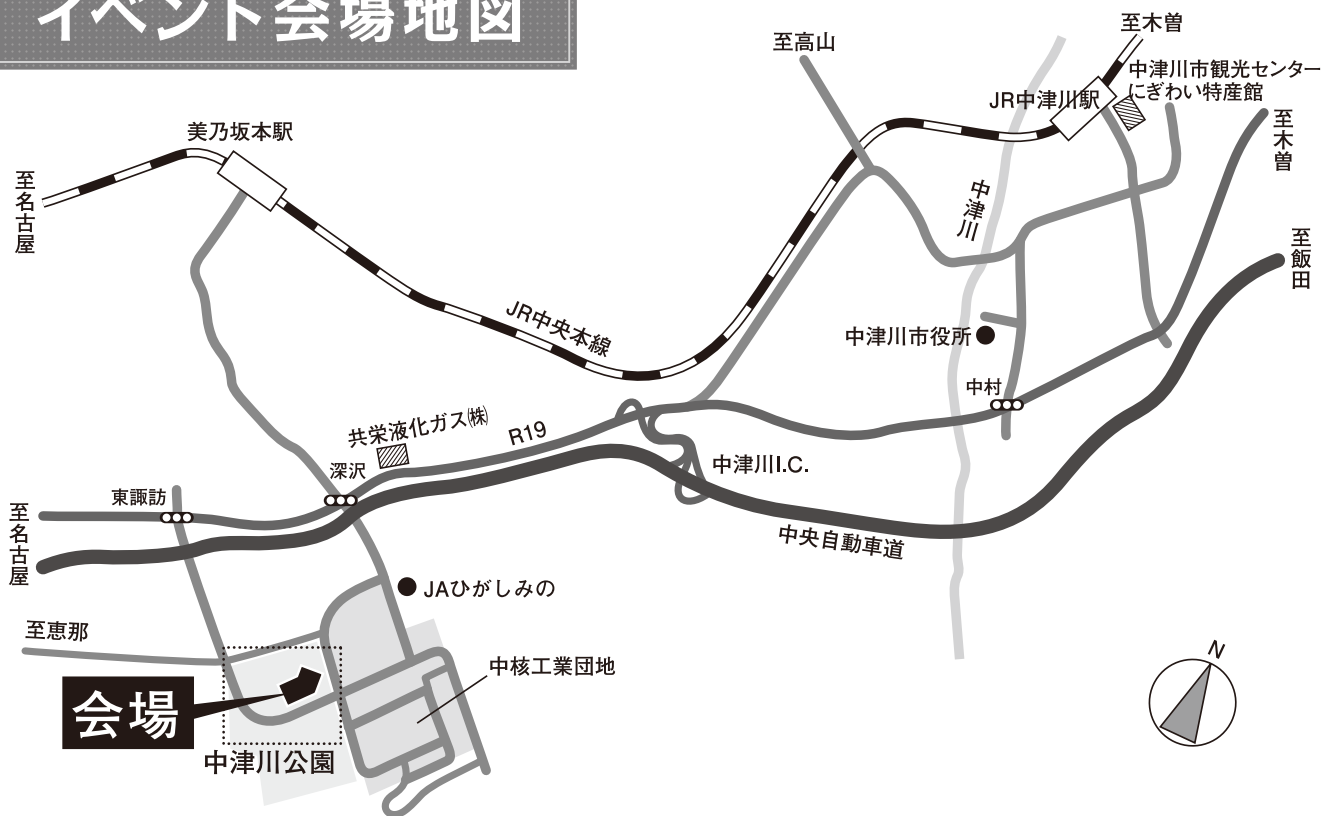 イベント会場地図
至木曽
至高山
中津川市観光センター
にぎわい特産館
JR中津川駅
至木曽
美乃坂本駅
至名古屋
中津川
至飯田
JR中央本線
中津川市役所
中村
共栄液化ガス㈱
R19
深沢
中津川I.C.
東諏訪
至名古屋
中央自動車道
JAひがしみの
至恵那
中核工業団地
会場
中津川公園
N